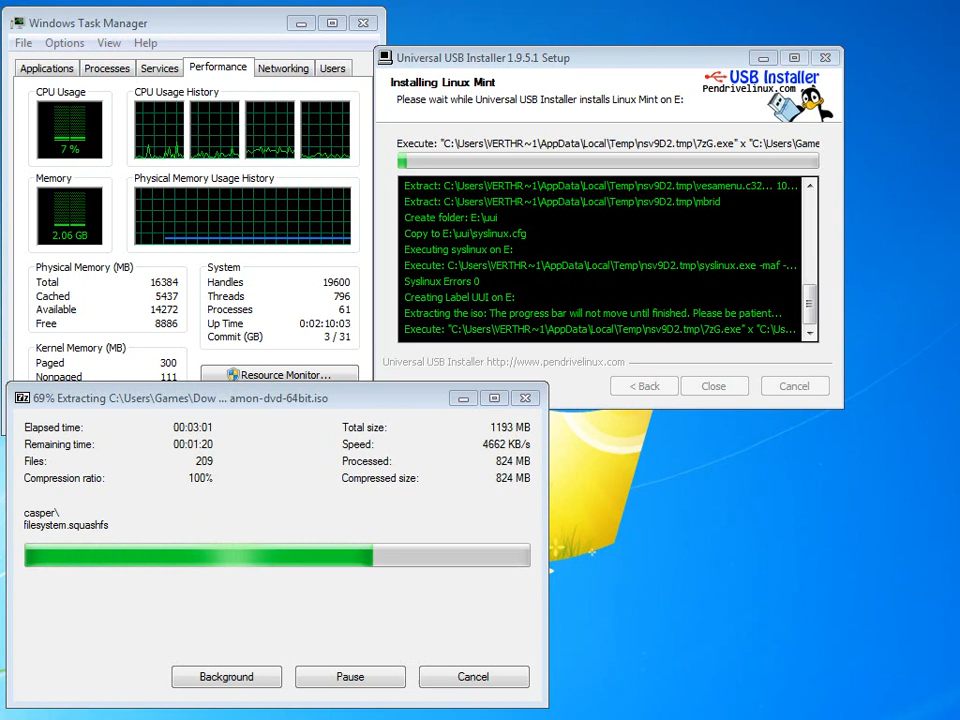 Windows Task Manager
File Options View Help
Applications Processes Services Performance Networking Users
CPU Usage
CPU Usage History
7 %
Memory
Physical Memory Usage History
2.06 GB
Physical Memory (MB)
Total 16384
Cached 5437
Available 14272
Free 8886
System
Handles 19600
Threads 796
Processes 61
Up Time 0:02:10:03
Commit (GB) 3 / 31
Kernel Memory (MB)
Paged 300
Nonpaged 111
Resource Monitor...
Universal USB Installer 1.9.5.1 Setup
Installing Linux Mint
Please wait while Universal USB Installer installs Linux Mint on E:
USB Installer
Pendrivelinux.com
Execute: "C:\Users\VERTHR~1\AppData\Local\Temp\nsv9D2.tmp\7zG.exe" x "C:\Users\Game
Extract: C:\Users\VERTHR~1\AppData\Local\Temp\nsv9D2.tmp\vesamenu.c32... 10...
Extract: C:\Users\VERTHR~1\AppData\Local\Temp\nsv9D2.tmp\mbrid
Create folder: E:\uui
Copy to E:\uui\syslinux.cfg
Executing syslinux on E:
Execute: C:\Users\VERTHR~1\AppData\Local\Temp\nsv9D2.tmp\syslinux.exe -maf -...
Syslinux Errors 0
Creating Label UUI on E:
Extracting the iso: The progress bar will not move until finished. Please be patient...
Execute: "C:\Users\VERTHR~1\AppData\Local\Temp\nsv9D2.tmp\7zG.exe" x "C:\Us...
Universal USB Installer http://www.pendrivelinux.com
< Back Close Cancel
7z 69% Extracting C:\Users\Games\Dow ... amon-dvd-64bit.iso
Elapsed time: 00:03:01 Total size: 1193 MB
Remaining time: 00:01:20 Speed: 4662 KB/s
Files: 209 Processed: 824 MB
Compression ratio: 100% Compressed size: 824 MB
casper\
filesystem.squashfs
Background Pause Cancel